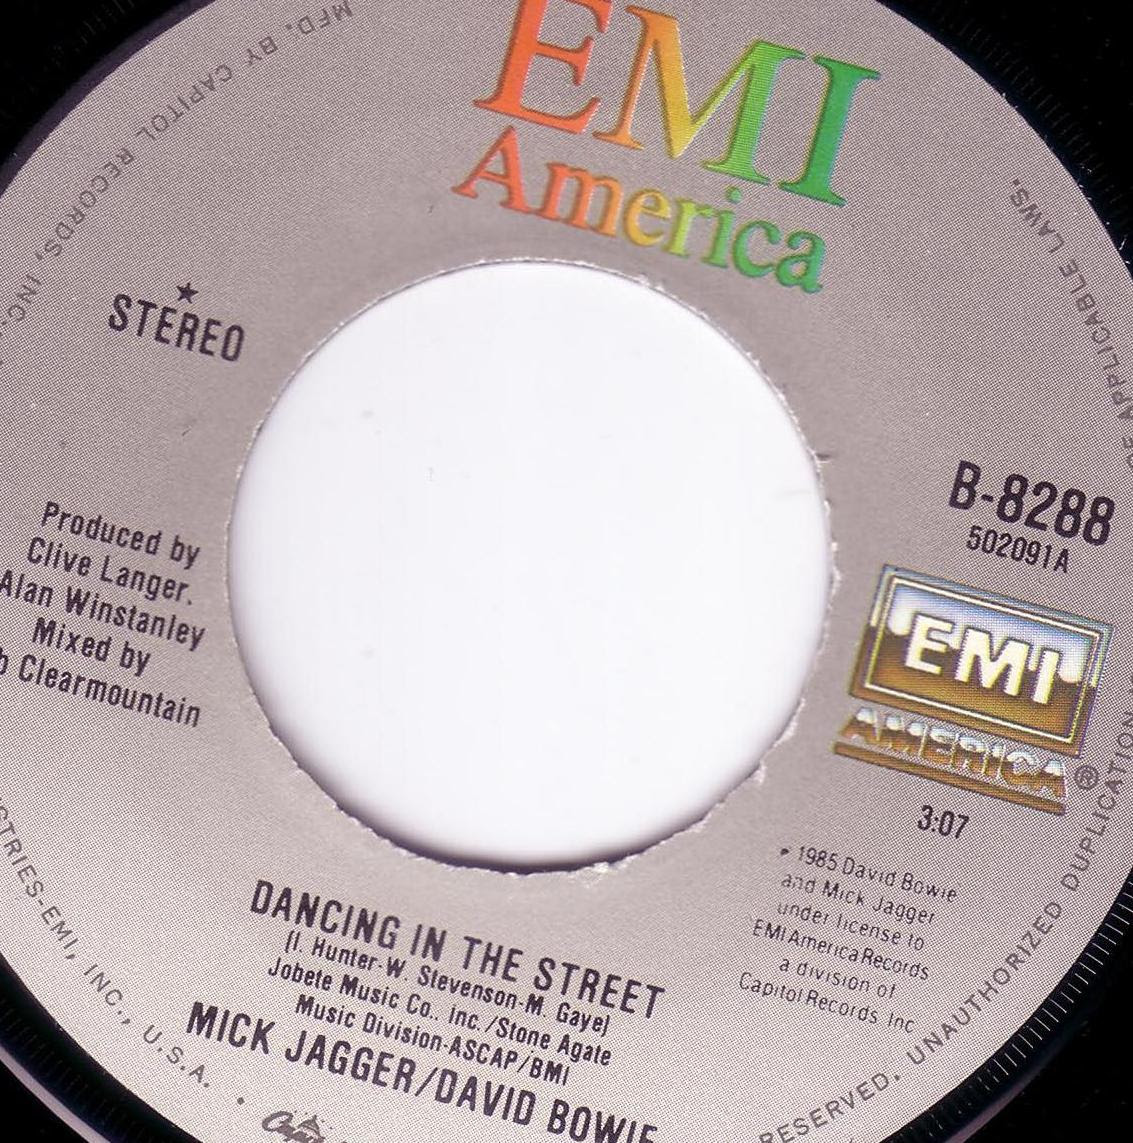 EMI
America
★
STEREO
B-8288
502091A
Produced by
Clive Langer.
Alan Winstanley
Mixed by
b Clearmountain
EMI
AMERICA®
3:07
℗ 1985 David Bowie
and Mick Jagger
under license to
EMI America Records
a division of
Capitol Records Inc
DANCING IN THE STREET
(I. Hunter-W. Stevenson-M. Gaye)
Jobete Music Co., Inc./Stone Agate
Music Division-ASCAP/BMI
MICK JAGGER/DAVID BOWIE
STRIES-EMI, INC., U.S.A. •
MFD. BY CAPITOL RECORDS, INC.
RESERVED. UNAUTHORIZED DUPLICATION
OF APPLICABLE LAWS.
Capitol